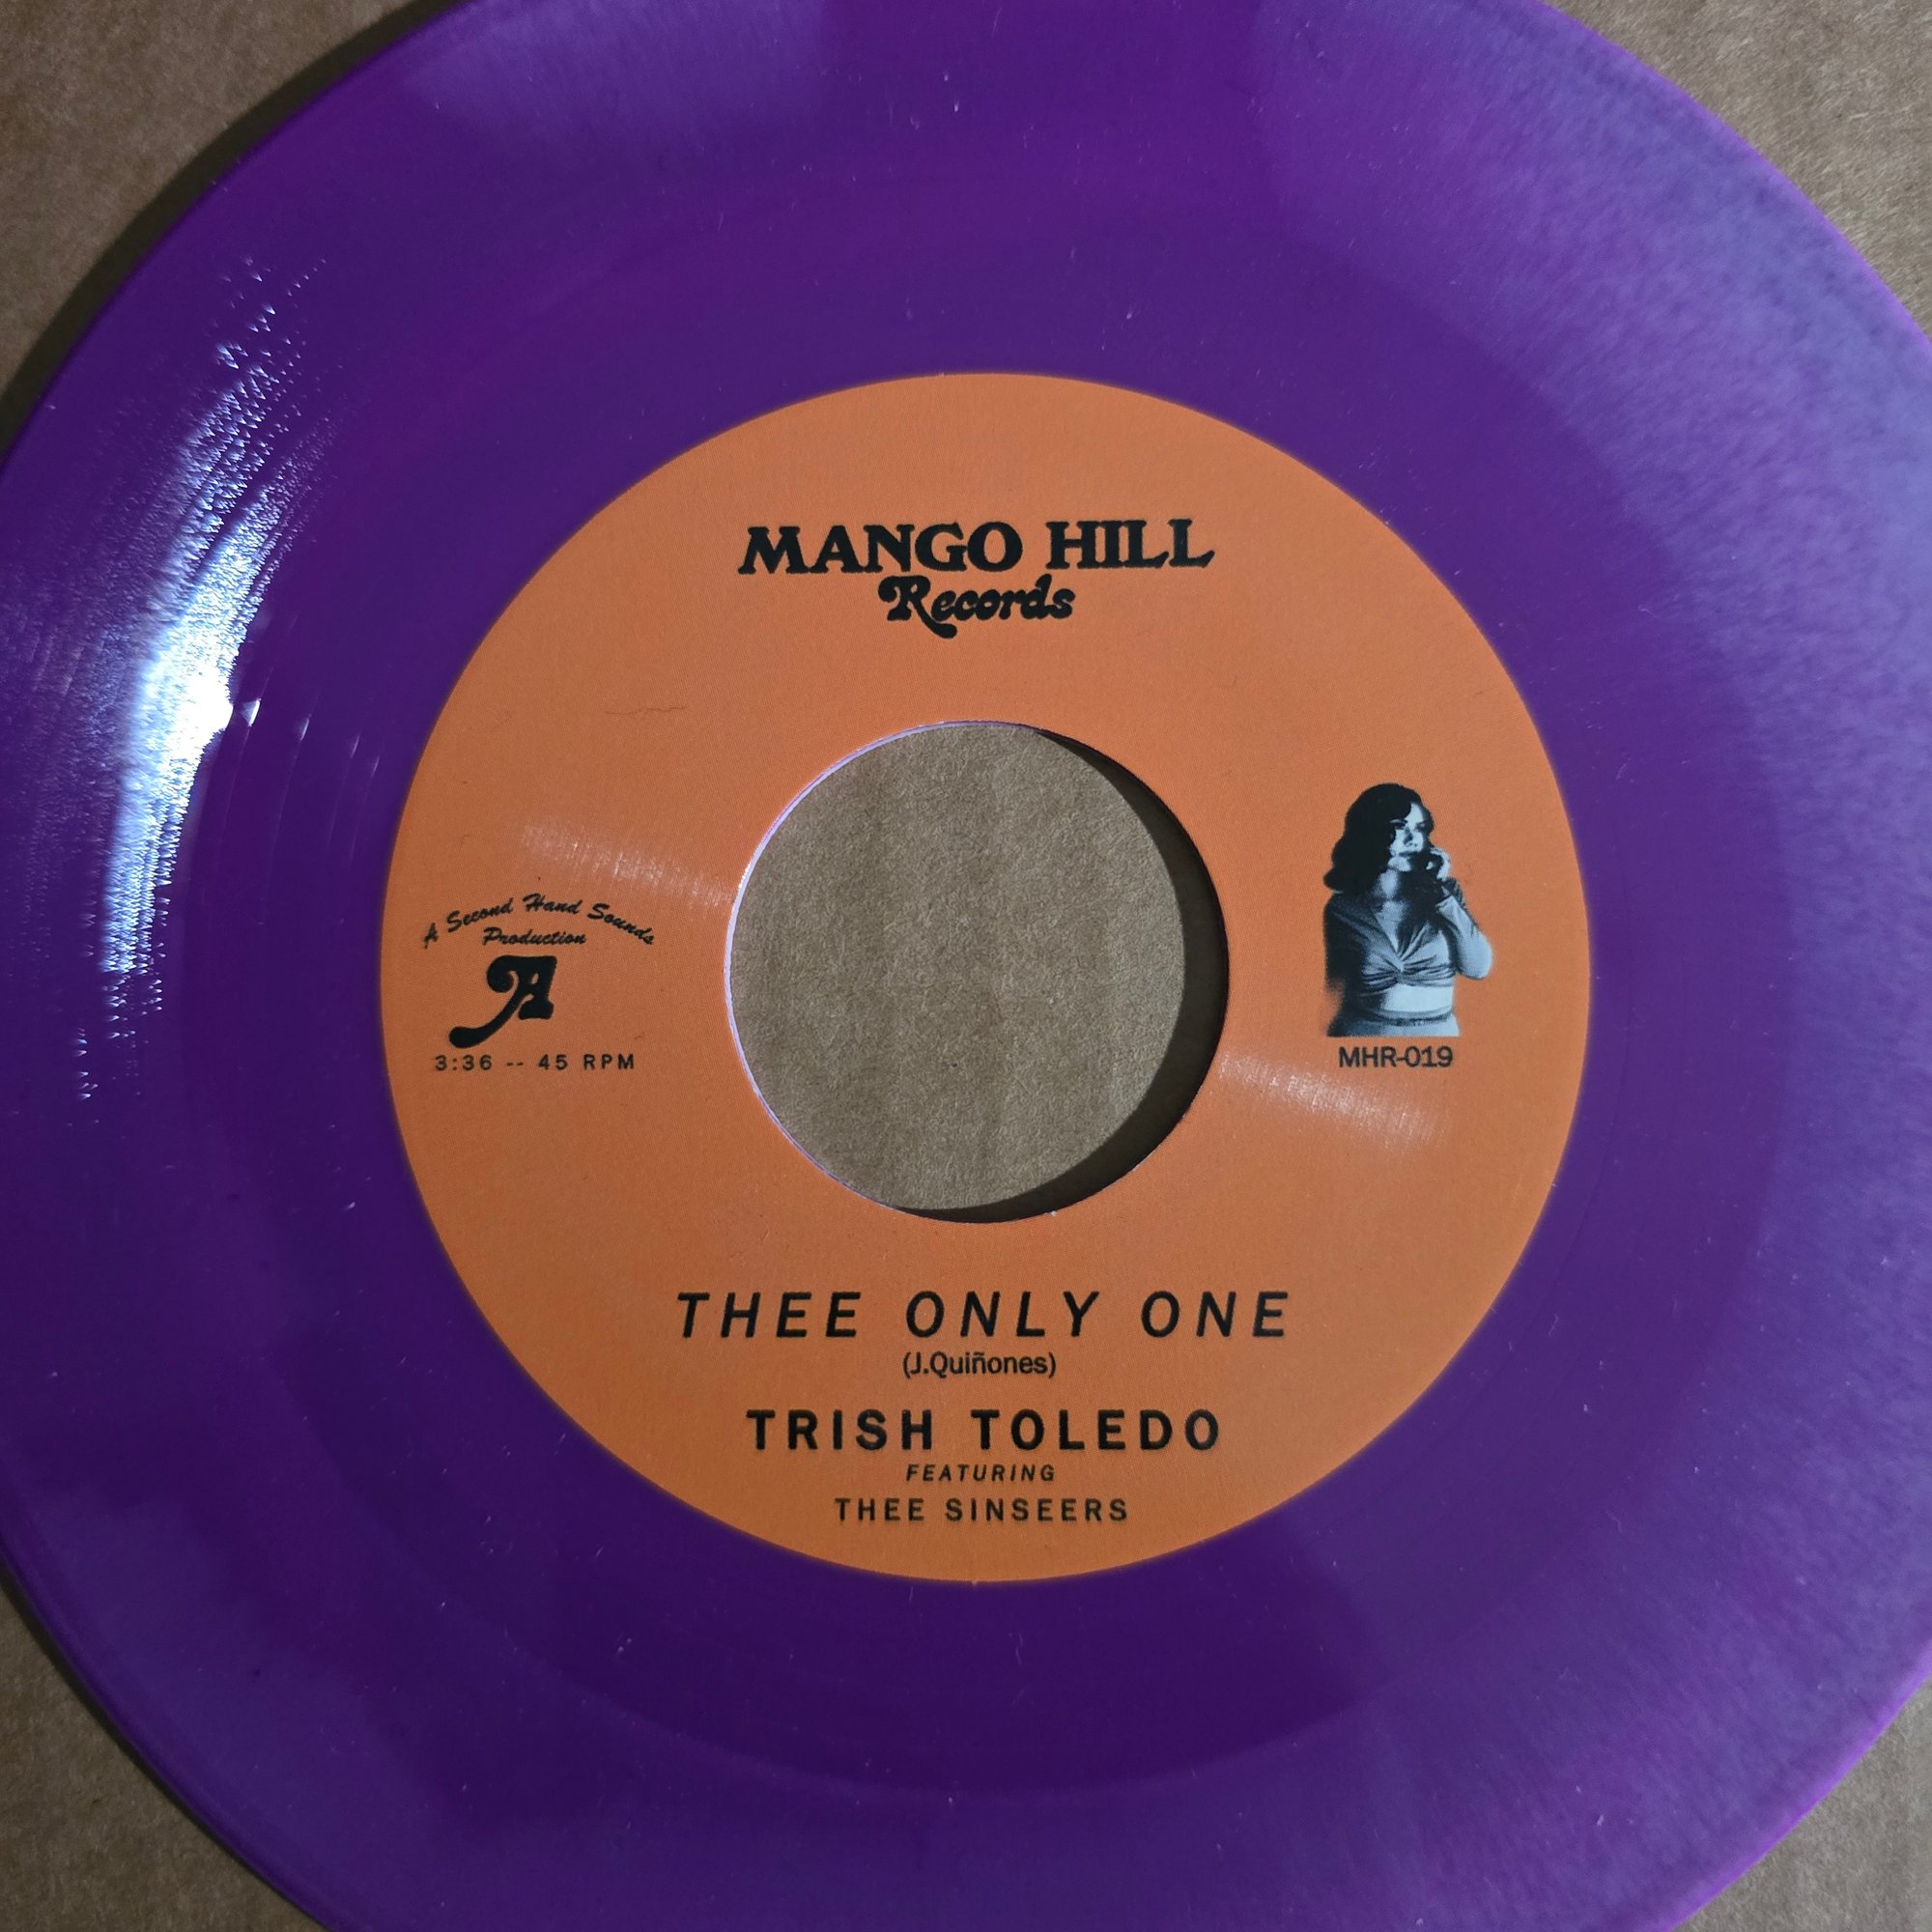 MANGO HILL
Records
A Second Hand Sounds
Production
A
3:36 -- 45 RPM
MHR-019
THEE ONLY ONE
(J.Quiñones)
TRISH TOLEDO
FEATURING
THEE SINSEERS